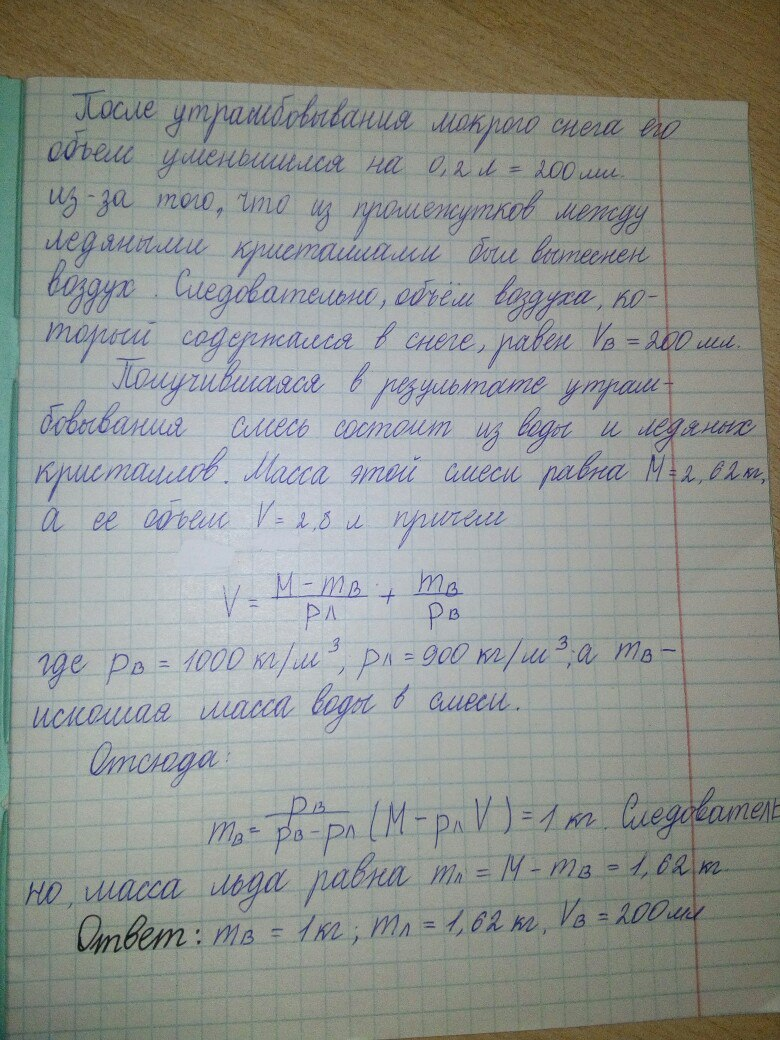 После утрамбовывания мокрого снега его
объем уменьшился на 0,2 л = 200 мл.
из-за того, что из промежутков между
ледяными кристаллами был вытеснен
воздух. Следовательно, объём воздуха, ко-
торый содержался в снеге, равен Vв = 200 мл.
Получившаяся в результате утрам-
бовывания смесь состоит из воды и ледяных
кристаллов. Масса этой смеси равна M = 2,62 кг,
а ее объем V = 2,8 л причем
V = (M - mв)/ρл + mв/ρв
где ρв = 1000 кг/м³, ρл = 900 кг/м³, а mв -
искомая масса воды в смеси.
Отсюда:
mв = ρв/(ρв - ρл) (M - ρл V) = 1 кг. Следователь
но, масса льда равна mл = M - mв = 1,62 кг.
Ответ: mв = 1 кг; mл = 1,62 кг, Vв = 200 мл